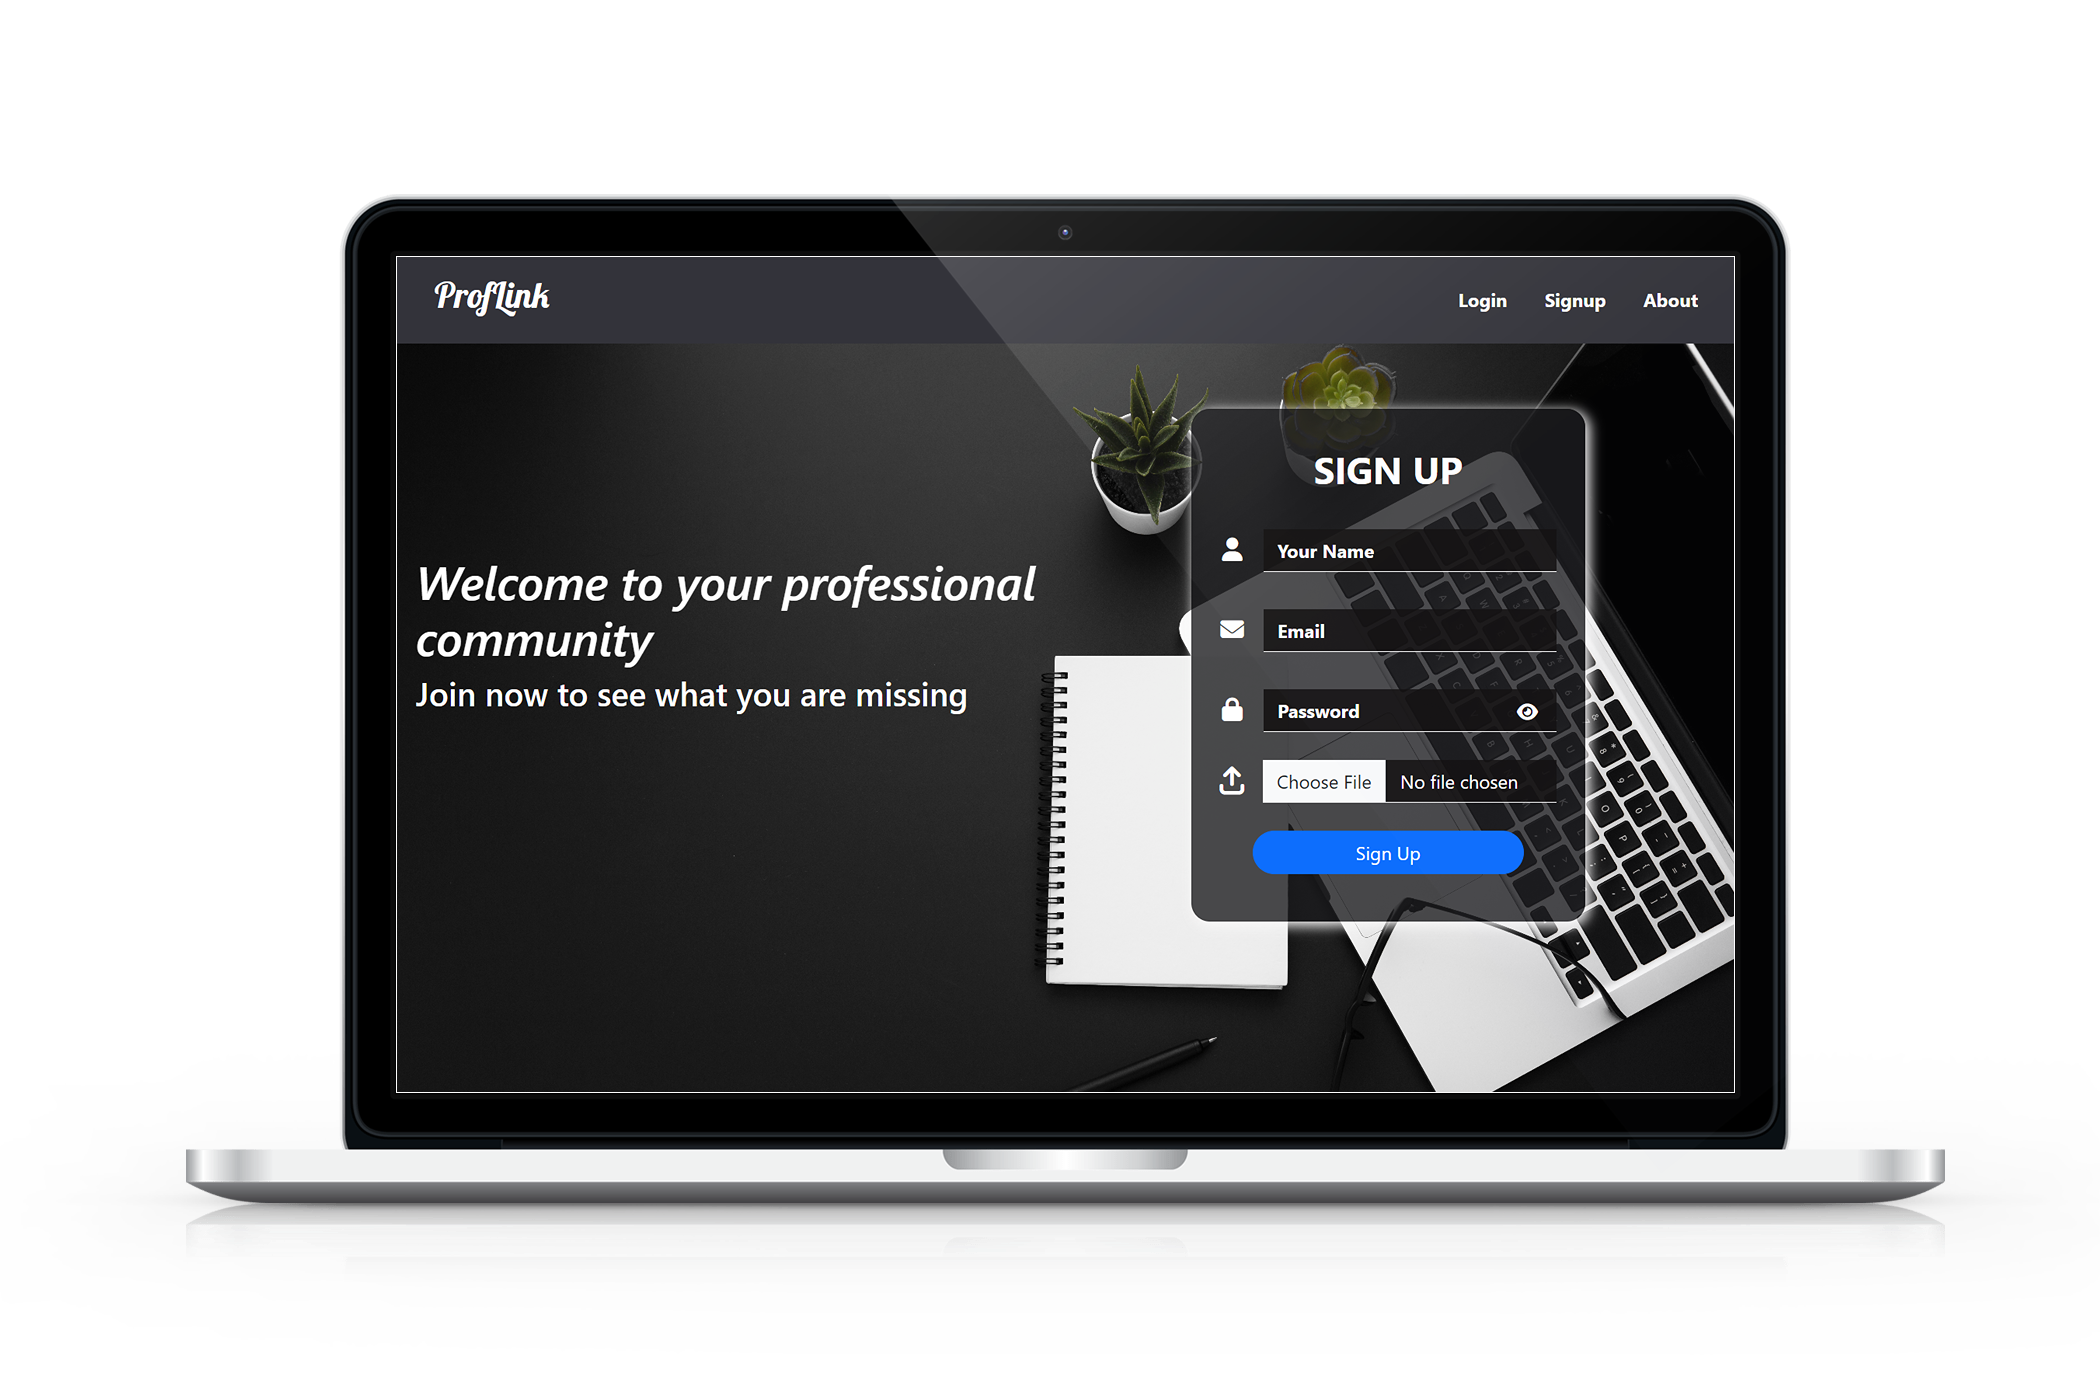 ProfLink
Login Signup About
Welcome to your professional
community
Join now to see what you are missing
SIGN UP
Your Name
Email
Password
Choose File No file chosen
Sign Up